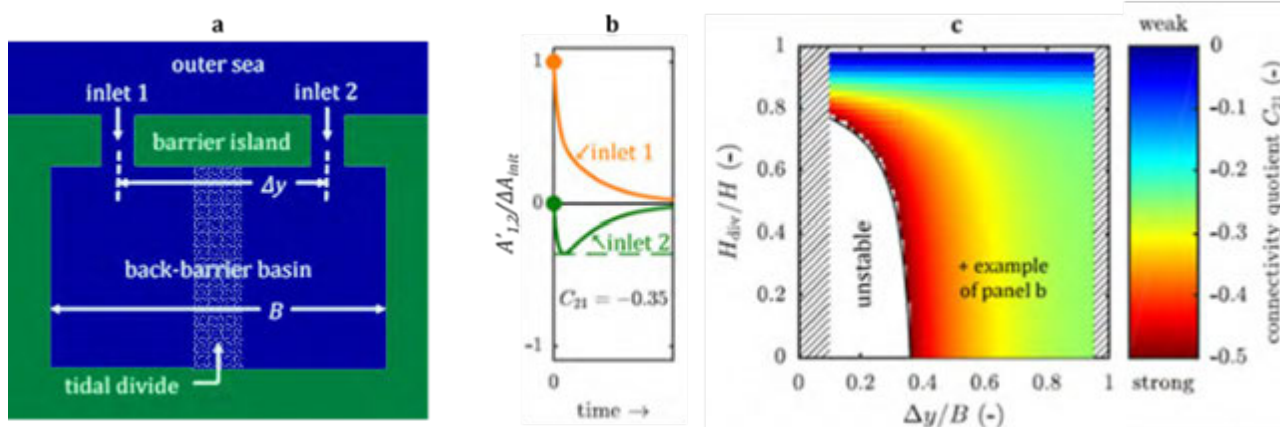 a
outer sea
inlet 1
inlet 2
barrier island
Δy
back-barrier basin
B
tidal divide
b
A′1,2/ΔAinit
1
0
-1
inlet 1
inlet 2
C21 = −0.35
0
time →
c
Hdiv/H (-)
1
0.8
0.6
0.4
0.2
0
unstable
+ example
of panel b
0 0.2 0.4 0.6 0.8 1
Δy/B (-)
weak
0
-0.1
-0.2
-0.3
-0.4
-0.5
strong
connectivity quotient C21 (-)